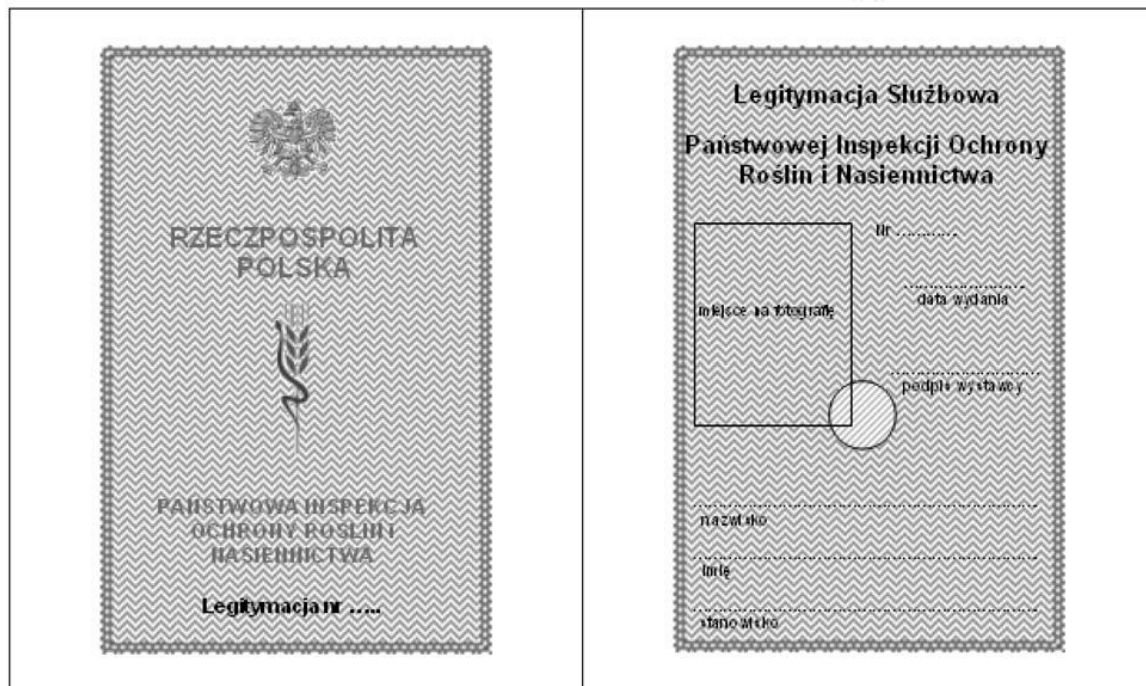 RZECZPOSPOLITA
POLSKA
PAŃSTWOWA INSPEKCJA
OCHRONY ROŚLIN i
NASIENNICTWA
Legitymacja nr .....
Legitymacja Służbowa
Państwowej Inspekcji Ochrony
Roślin i Nasiennictwa
Nr ............
data wydania
miejsce na fotografię
podpis wystawcy
nazwisko
imię
stanowisko